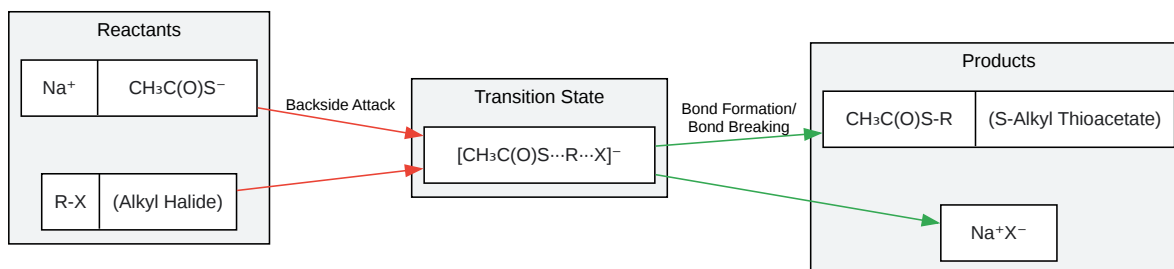 Reactants
Na⁺ CH₃C(O)S⁻
R-X (Alkyl Halide)
Backside Attack
Transition State
[CH₃C(O)S···R···X]⁻
Bond Formation/
Bond Breaking
Products
CH₃C(O)S-R (S-Alkyl Thioacetate)
Na⁺X⁻